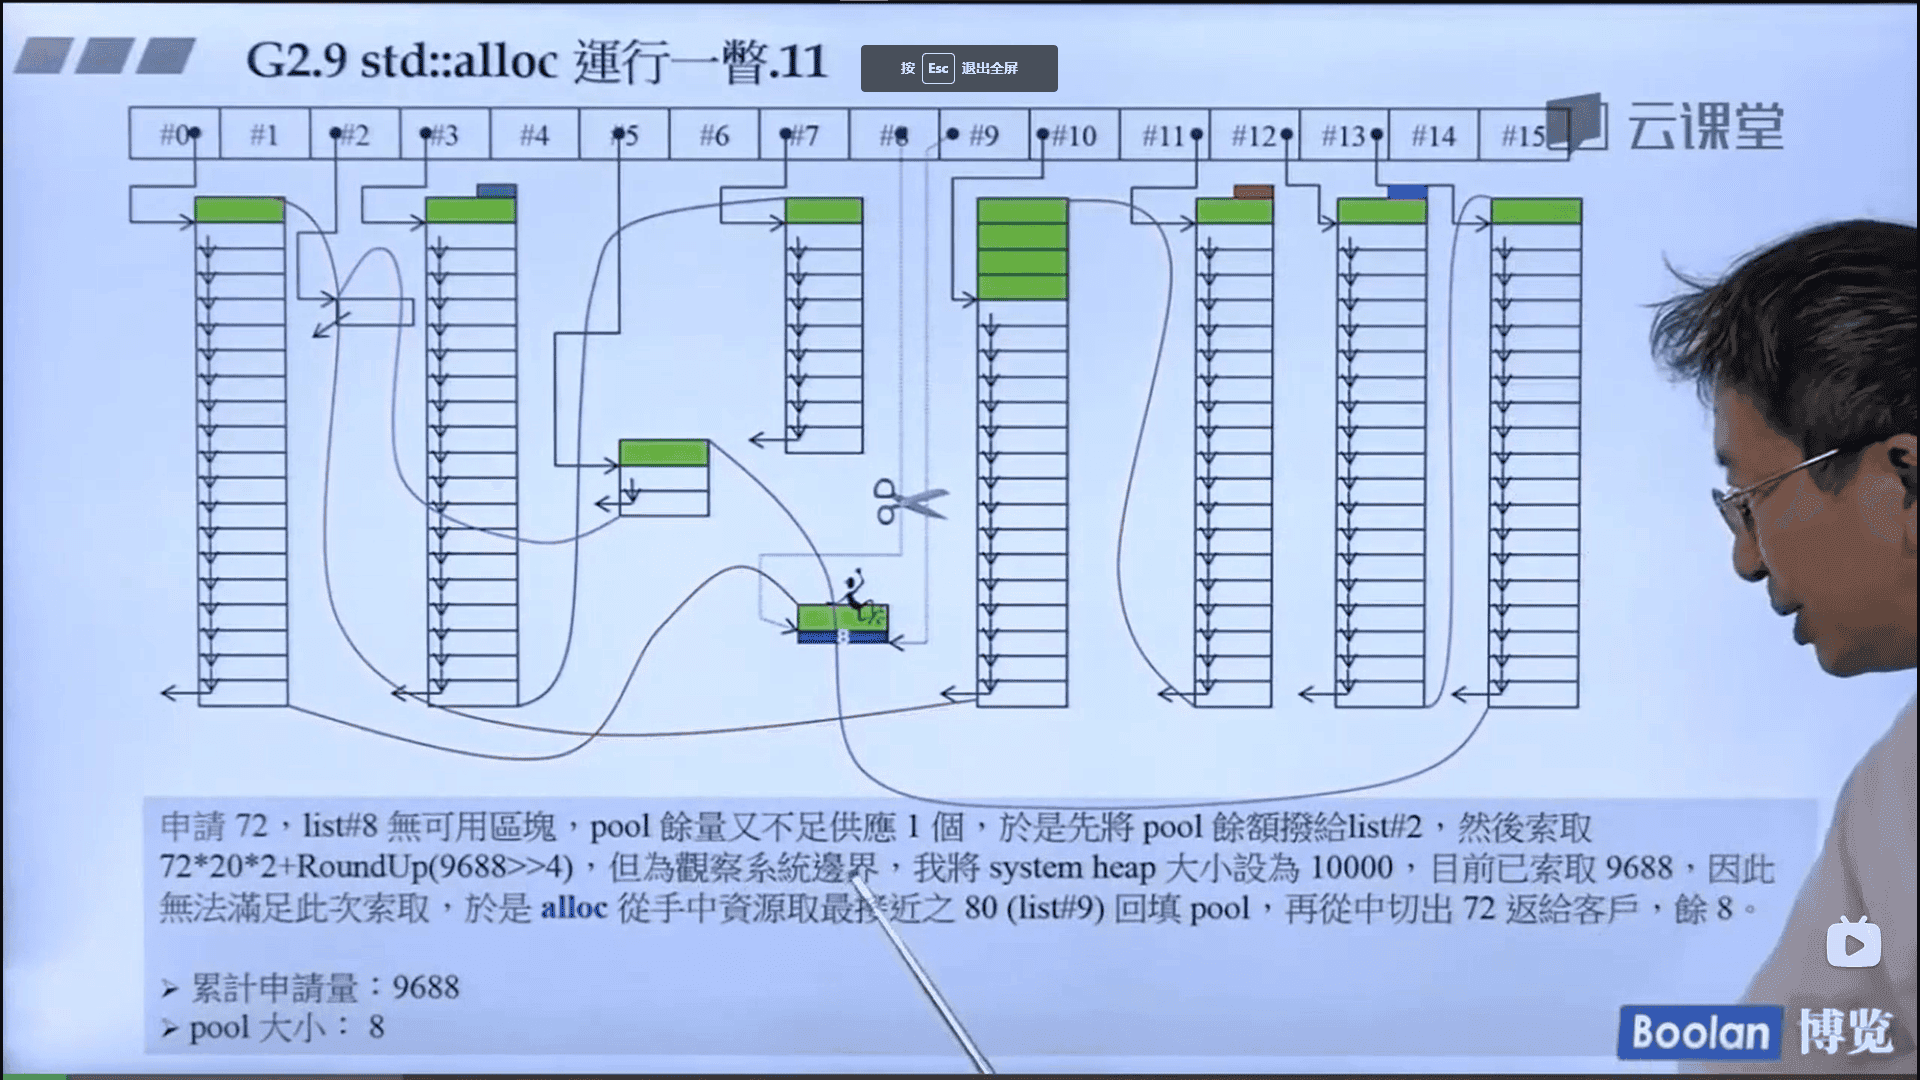 G2.9 std::alloc 運行一瞥.11
按 Esc 退出全屏
云课堂
#0 #1 #2 #3 #4 #5 #6 #7 #8 #9 #10 #11 #12 #13 #14 #15
8
申請 72，list#8 無可用區塊，pool 餘量又不足供應 1 個，於是先將 pool 餘額撥給list#2，然後索取
72*20*2+RoundUp(9688>>4)，但為觀察系統邊界，我將 system heap 大小設為 10000，目前已索取 9688，因此
無法滿足此次索取，於是 alloc 從手中資源取最接近之 80 (list#9) 回填 pool，再從中切出 72 返給客戶，餘 8。
➢ 累計申請量：9688
➢ pool 大小： 8
Boolan 博览